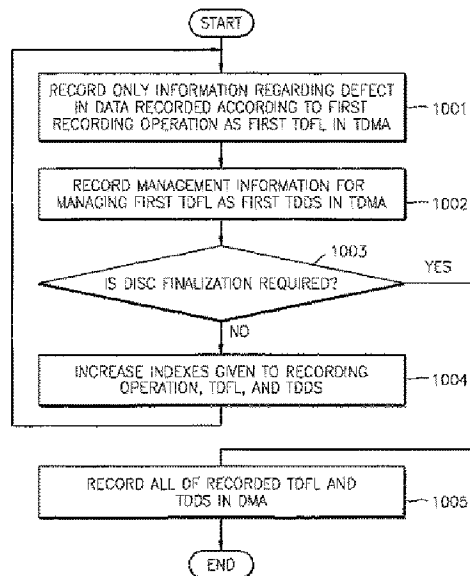 START
RECORD ONLY INFORMATION REGARDING DEFECT
IN DATA RECORDED ACCORDING TO FIRST
RECORDING OPERATION AS FIRST TDFL IN TDMA
1001
RECORD MANAGEMENT INFORMATION FOR
MANAGING FIRST TDFL AS FIRST TDDS IN TDMA
1002
1003
IS DISC FINALIZATION REQUIRED?
YES
NO
INCREASE INDEXES GIVEN TO RECORDING
OPERATION, TDFL, AND TDDS
1004
RECORD ALL OF RECORDED TDFL AND
TDDS IN DMA
1005
END